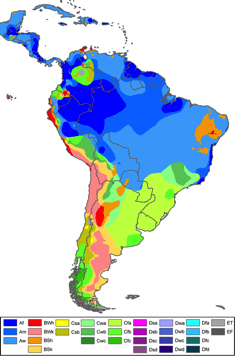 Af BWh Csa Cwa Cfa Dsa Dwa Dfa ET
Am BWk Csb Cwb Cfb Dsb Dwb Dfb EF
Aw BSh Cwc Cfc Dsc Dwc Dfc
BSk Dsd Dwd Dfd